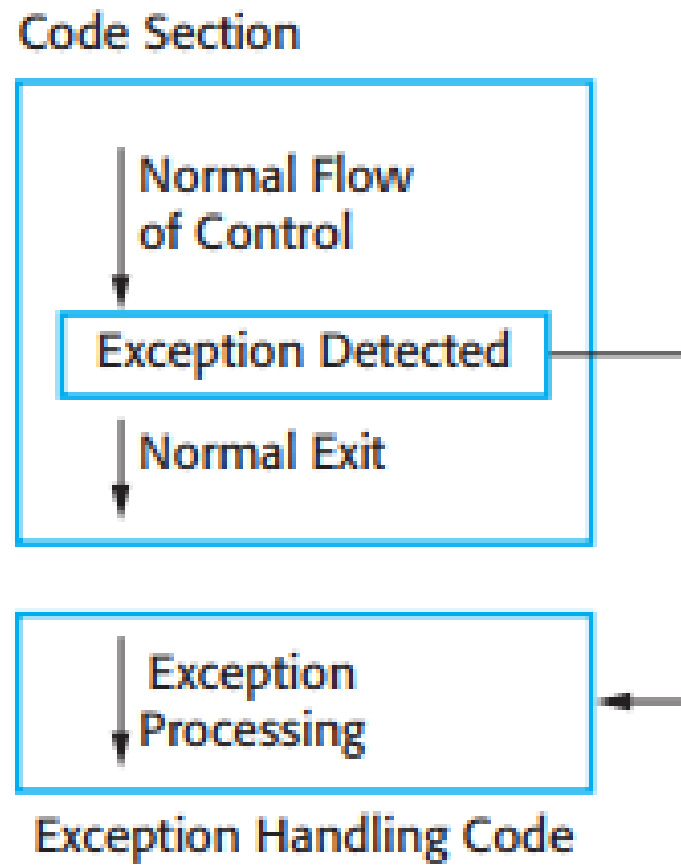 Code Section
Normal Flow
of Control
Exception Detected
Normal Exit
Exception
Processing
Exception Handling Code